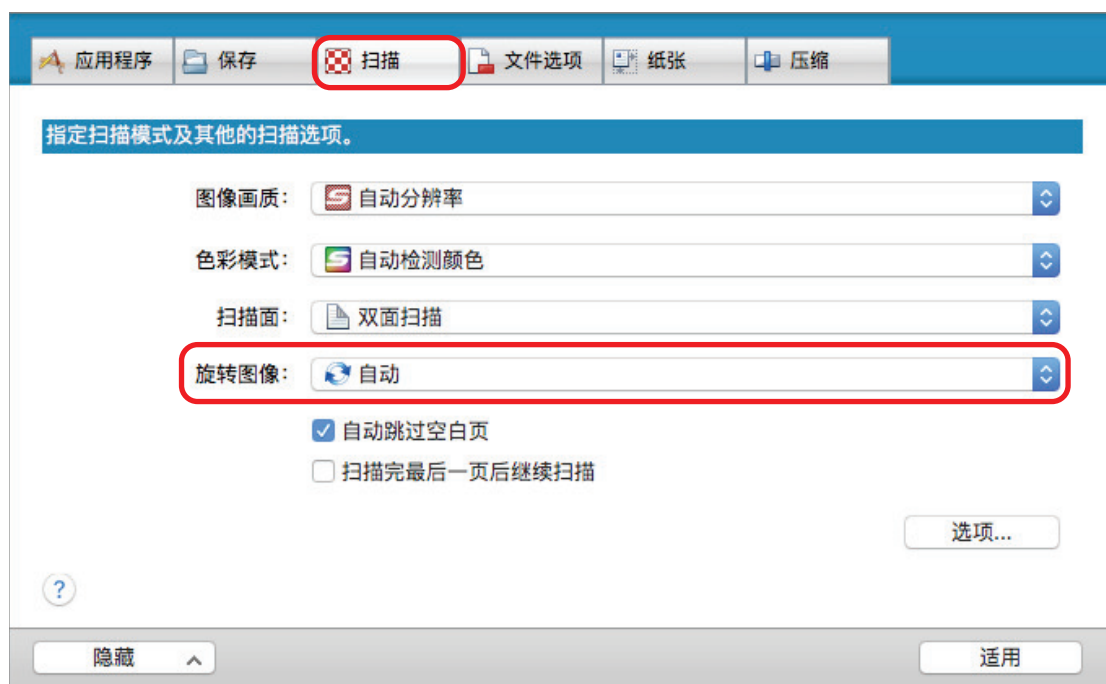 应用程序 保存 扫描 文件选项 纸张 压缩
指定扫描模式及其他的扫描选项。
图像画质: 自动分辨率
色彩模式: 自动检测颜色
扫描面: 双面扫描
旋转图像: 自动
自动跳过空白页
扫描完最后一页后继续扫描
选项...
?
隐藏 适用